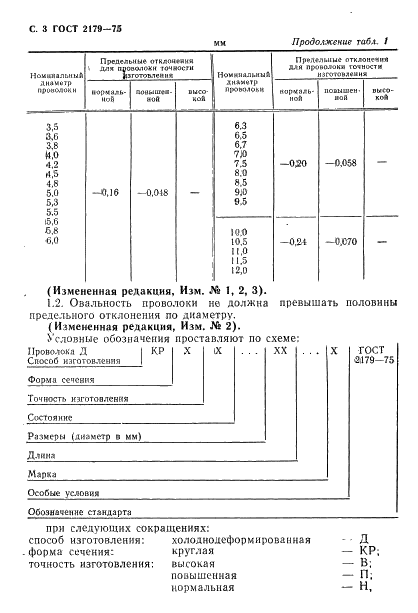 С. 3 ГОСТ 2179—75
мм
Продолжение табл. 1
Номинальный диаметр проволоки
Предельные отклонения для проволоки точности изготовления
нормальной
повышенной
высокой
Номинальный диаметр проволоки
Предельные отклонения для проволоки точности изготовления
нормальной
повышенной
высокой
3,5
3,6
3,8
4,0
4,2
4,5
4,8
5,0
5,3
5,5
5,6
5,8
6,0
—0,16
—0,048
—
6,3
6,5
6,7
7,0
7,5
8,0
8,5
9,0
9,5
—0,20
—0,058
—
10,0
10,5
11,0
11,5
12,0
—0,24
—0,070
—
(Измененная редакция, Изм. № 1, 2, 3).
1.2. Овальность проволоки не должна превышать половины
предельного отклонения по диаметру.
(Измененная редакция, Изм. № 2).
Условные обозначения проставляют по схеме:
Проволока Д КР Х Х ... ХХ ... Х ГОСТ
2179—75
Способ изготовления
Форма сечения
Точность изготовления
Состояние
Размеры (диаметр в мм)
Длина
Марка
Особые условия
Обозначение стандарта
при следующих сокращениях:
способ изготовления: холоднодеформированная — Д
форма сечения: круглая — КР;
точность изготовления: высокая — В;
повышенная — П;
нормальная — Н,